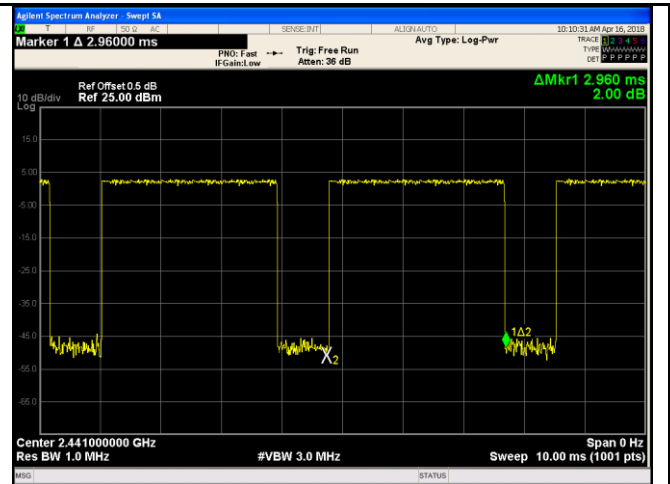 Agilent Spectrum Analyzer - Swept SA
T RF 50 Ω AC SENSE:INT ALIGNAUTO 10:10:31 AM Apr 16, 2018
Marker 1 Δ 2.96000 ms
PNO: Fast
IFGain:Low
Trig: Free Run
Atten: 36 dB
Avg Type: Log-Pwr
TRACE 1 2 3 4 5 6
TYPE
DET P P P P P P
ΔMkr1 2.960 ms
2.00 dB
Ref Offset 0.5 dB
10 dB/div Ref 25.00 dBm
Log
15.0
5.00
-5.00
-15.0
-25.0
-35.0
-45.0
-55.0
-65.0
1Δ2
X2
Center 2.441000000 GHz Span 0 Hz
Res BW 1.0 MHz #VBW 3.0 MHz Sweep 10.00 ms (1001 pts)
MSG STATUS